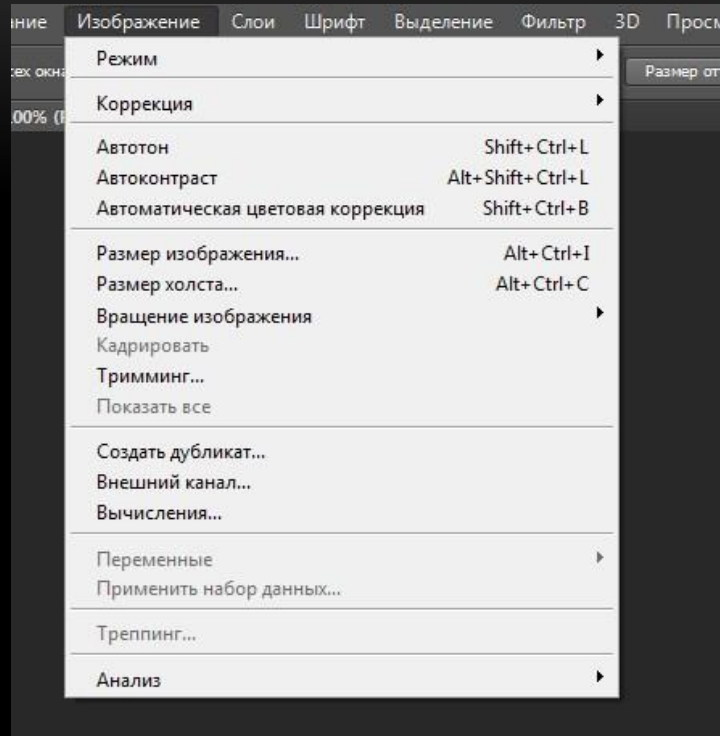 Изображение Слои Шрифт Выделение Фильтр 3D
Режим
Размер
Коррекция
100%
Автотон Shift+Ctrl+L
Автоконтраст Alt+Shift+Ctrl+L
Автоматическая цветовая коррекция Shift+Ctrl+B
Размер изображения... Alt+Ctrl+I
Размер холста... Alt+Ctrl+C
Вращение изображения
Кадрировать
Тримминг...
Показать все
Создать дубликат...
Внешний канал...
Вычисления...
Переменные
Применить набор данных...
Треппинг...
Анализ